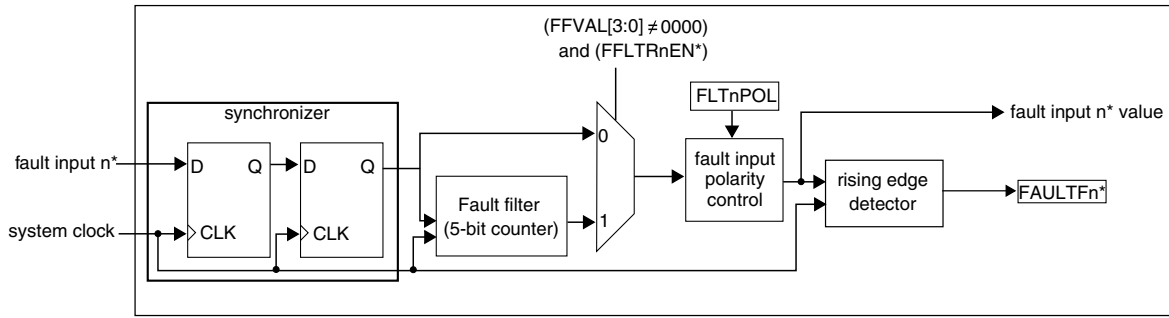 (FFVAL[3:0] ≠ 0000)
and (FFLTRnEN*)
synchronizer
FLTnPOL
fault input n* value
fault input n*
D Q
D Q
0
fault input
polarity
control
rising edge
detector
FAULTFn*
Fault filter
(5-bit counter)
1
system clock
CLK
CLK